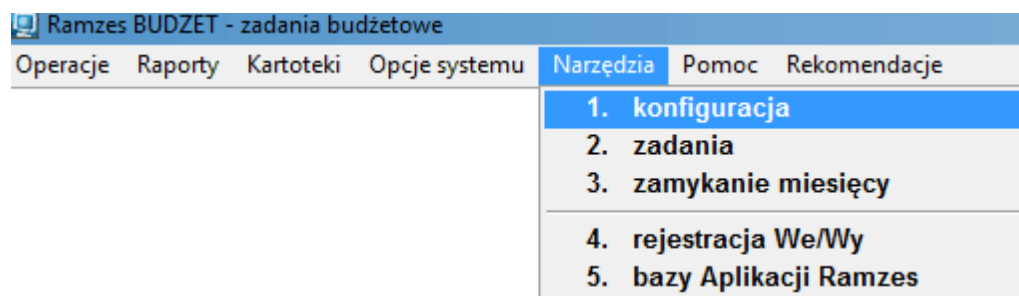 Ramzes BUDZET - zadania budżetowe
Operacje Raporty Kartoteki Opcje systemu Narzędzia Pomoc Rekomendacje
1. konfiguracja
2. zadania
3. zamykanie miesięcy
4. rejestracja We/Wy
5. bazy Aplikacji Ramzes